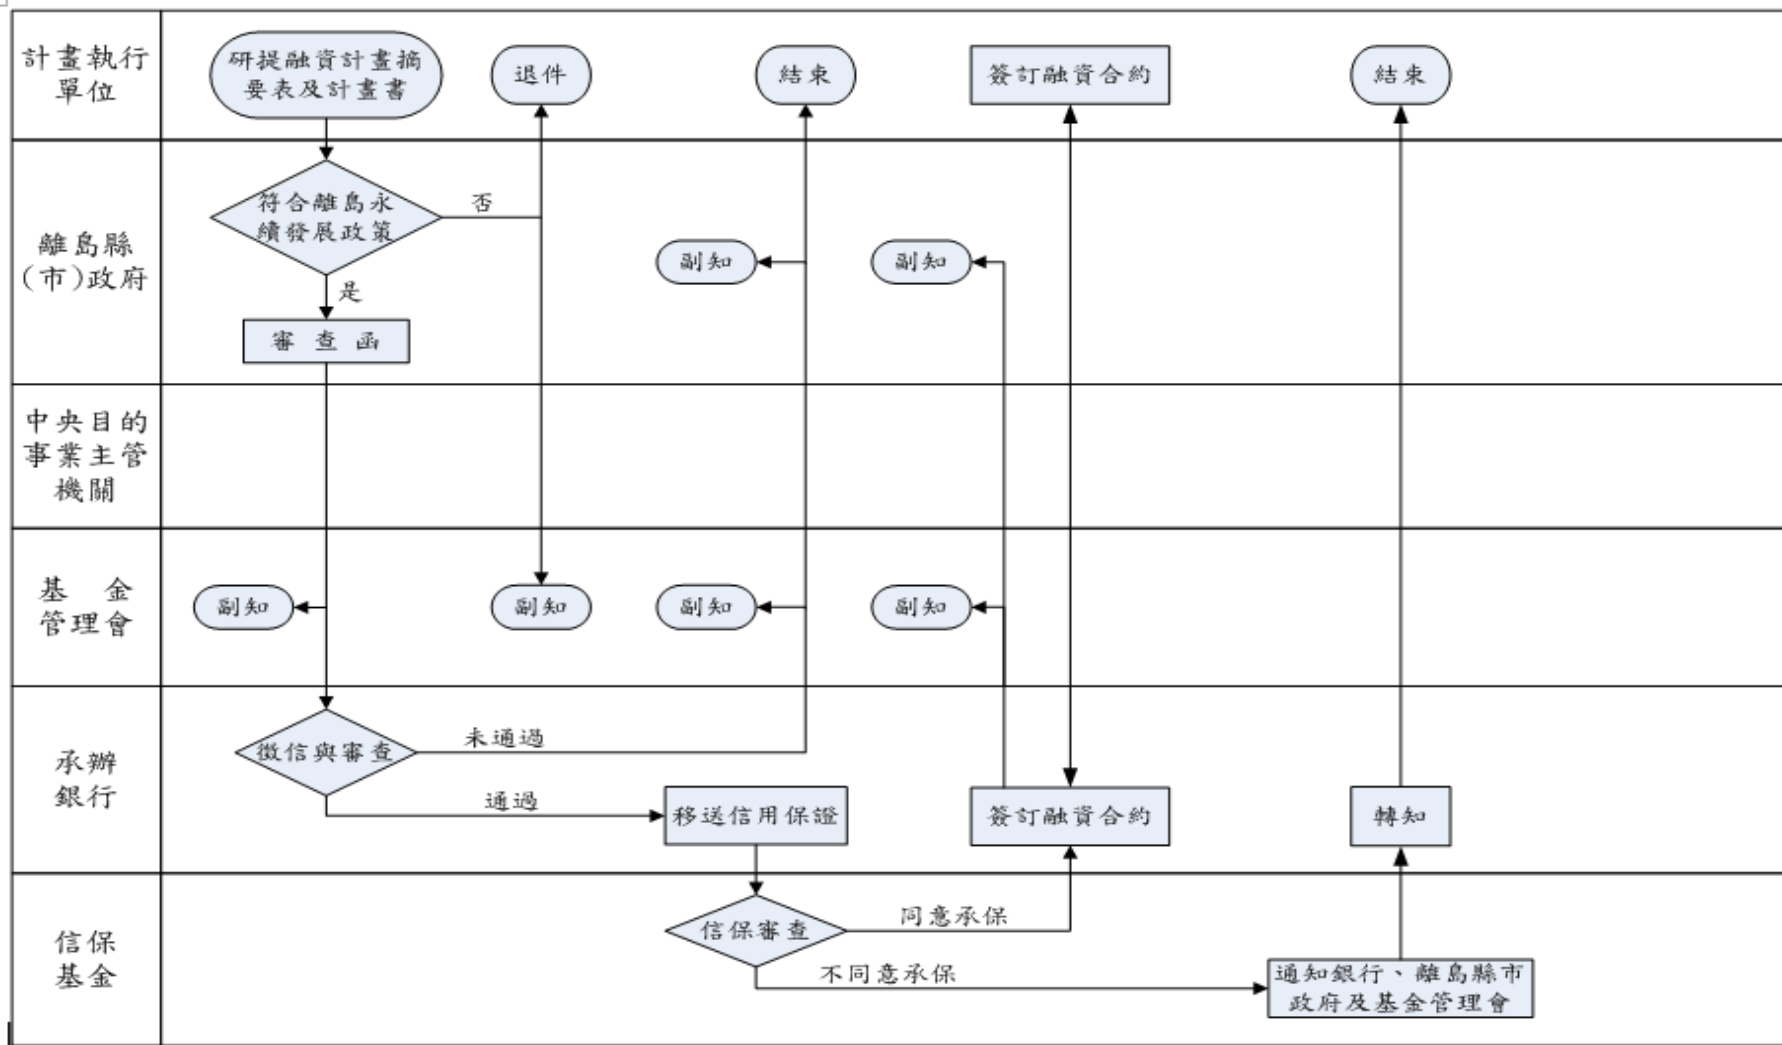 計畫執行
單位
研提融資計畫摘
要表及計畫書
退件
結束
簽訂融資合約
結束
離島縣
(市)政府
符合離島永
續發展政策
否
是
審 查 函
副知
副知
中央目的
事業主管
機關
基 金
管理會
副知
副知
副知
副知
承辦
銀行
徵信與審查
未通過
通過
移送信用保證
簽訂融資合約
轉知
信保
基金
信保審查
同意承保
不同意承保
通知銀行、離島縣市
政府及基金管理會